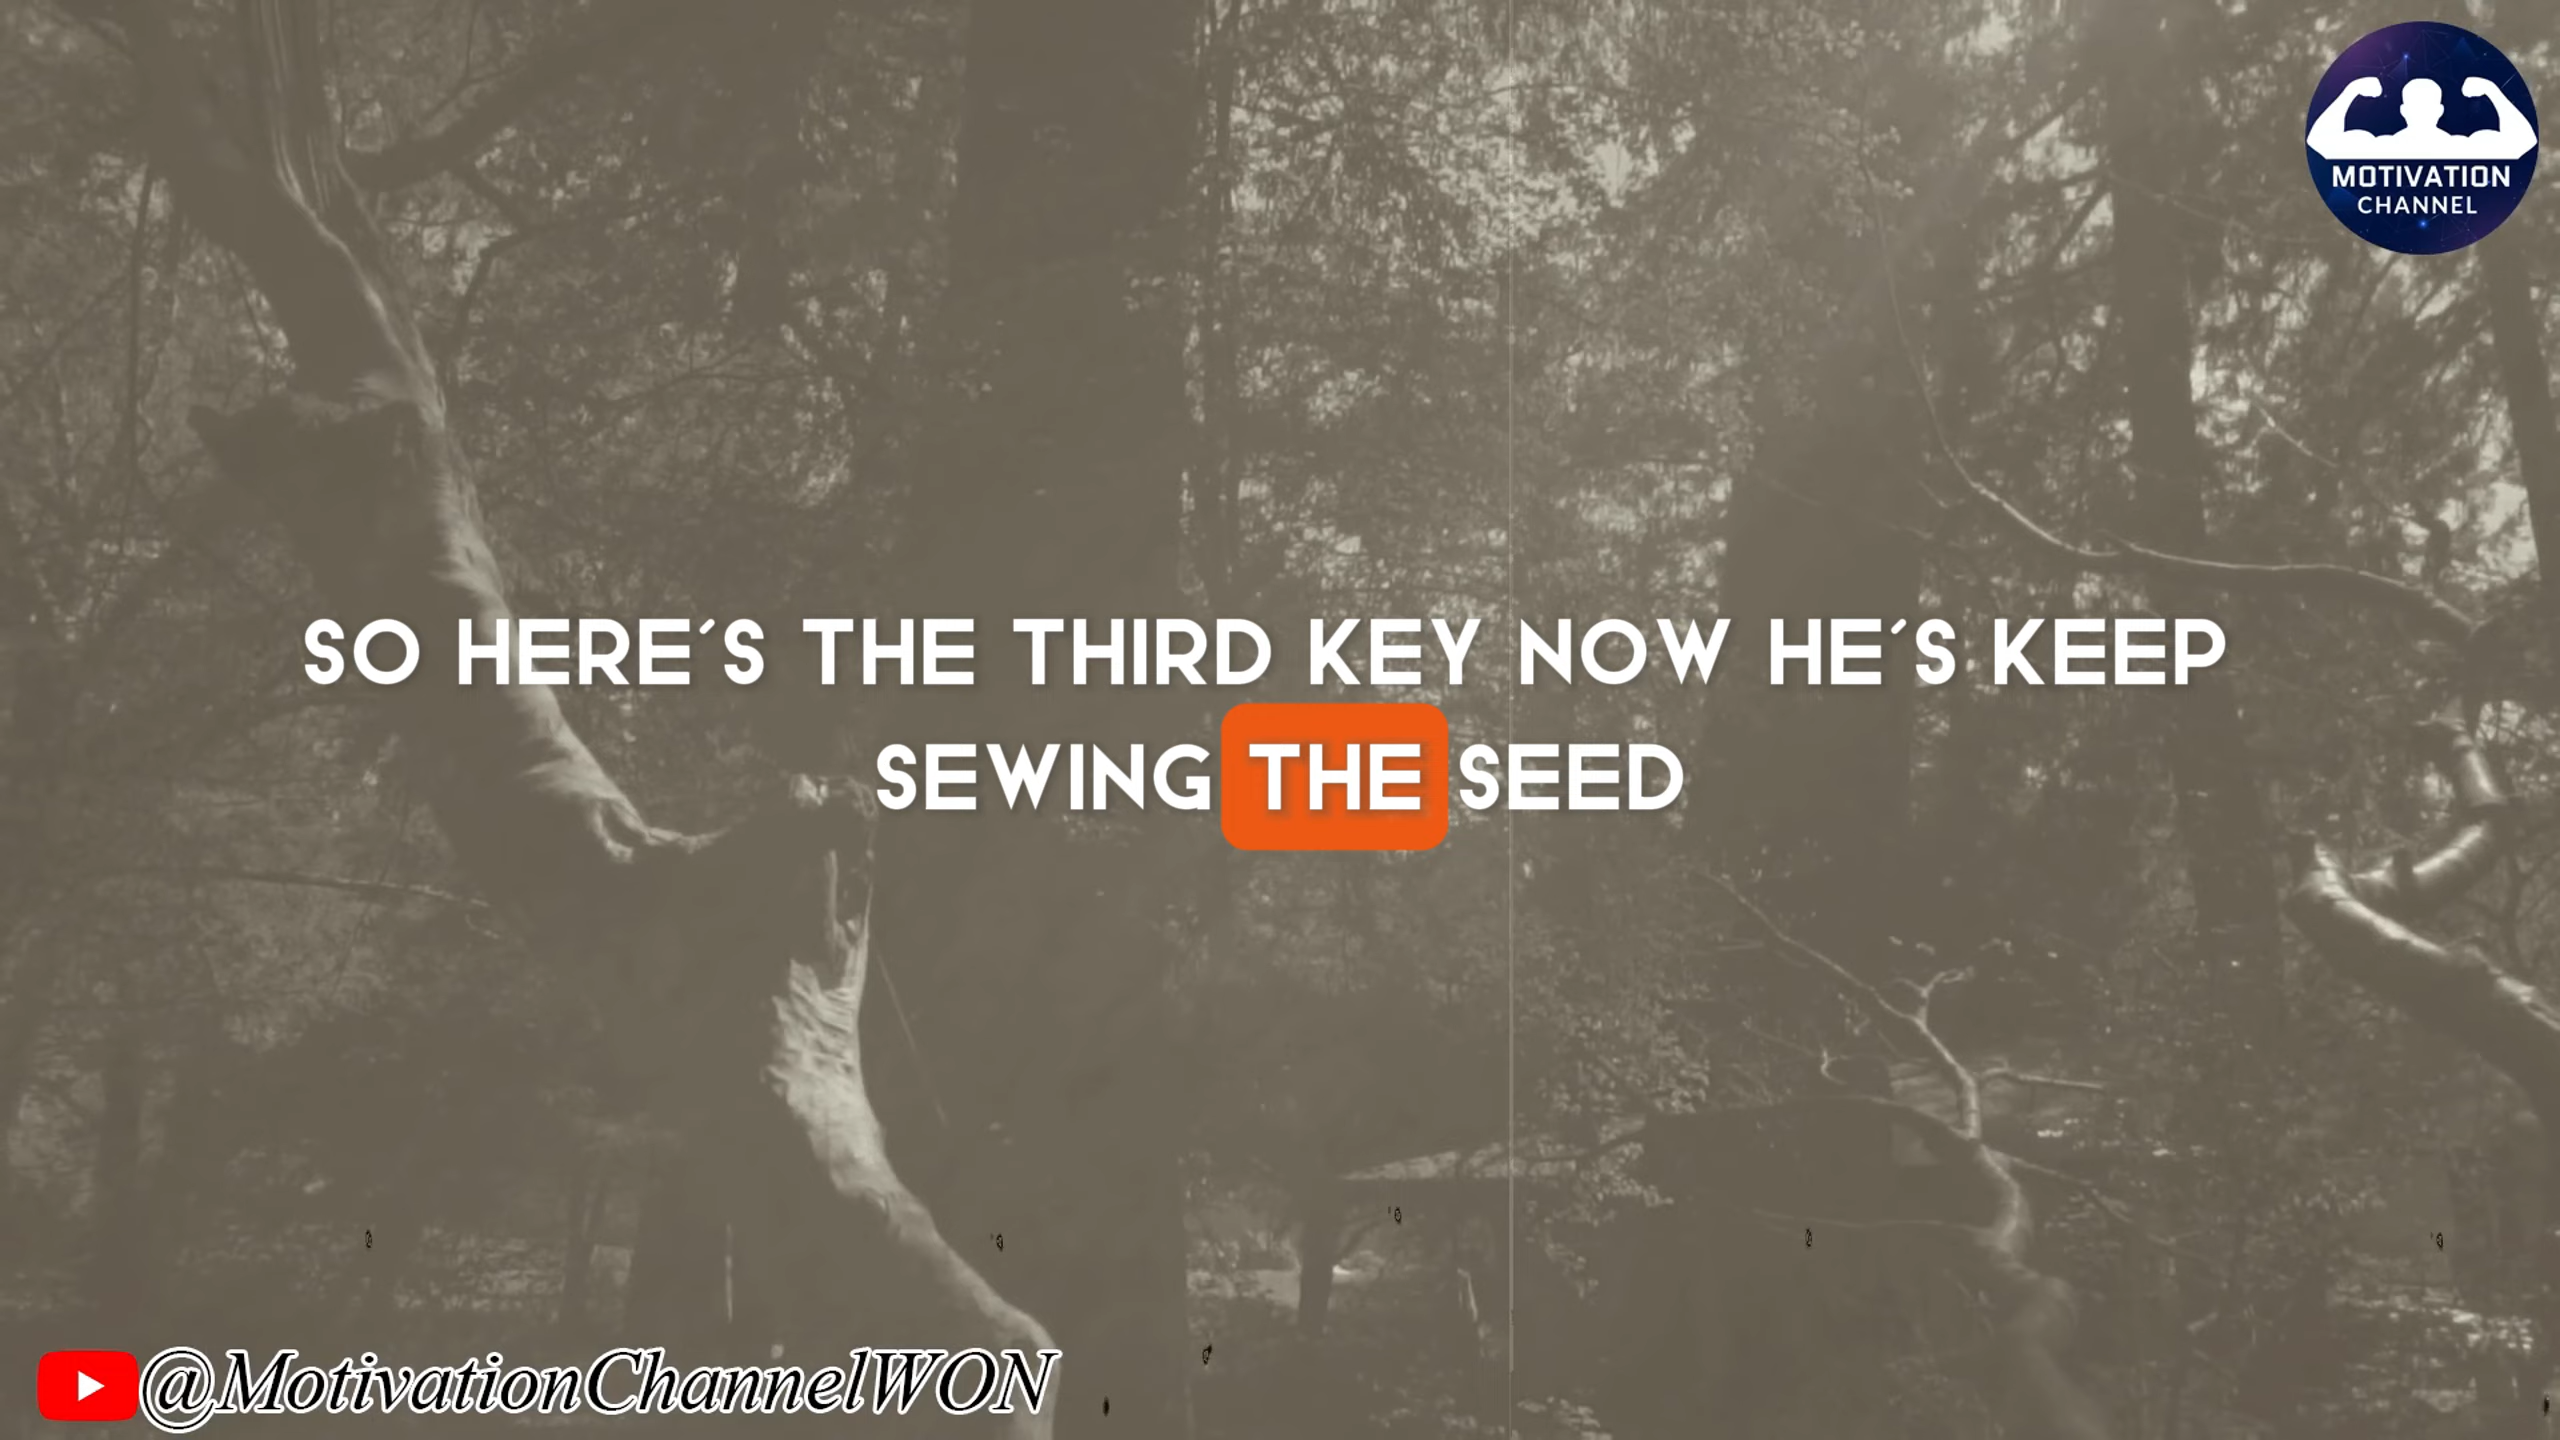 MOTIVATION
CHANNEL
SO HERE´S THE THIRD KEY NOW HE´S KEEP
SEWING THE SEED
@MotivationChannelWON